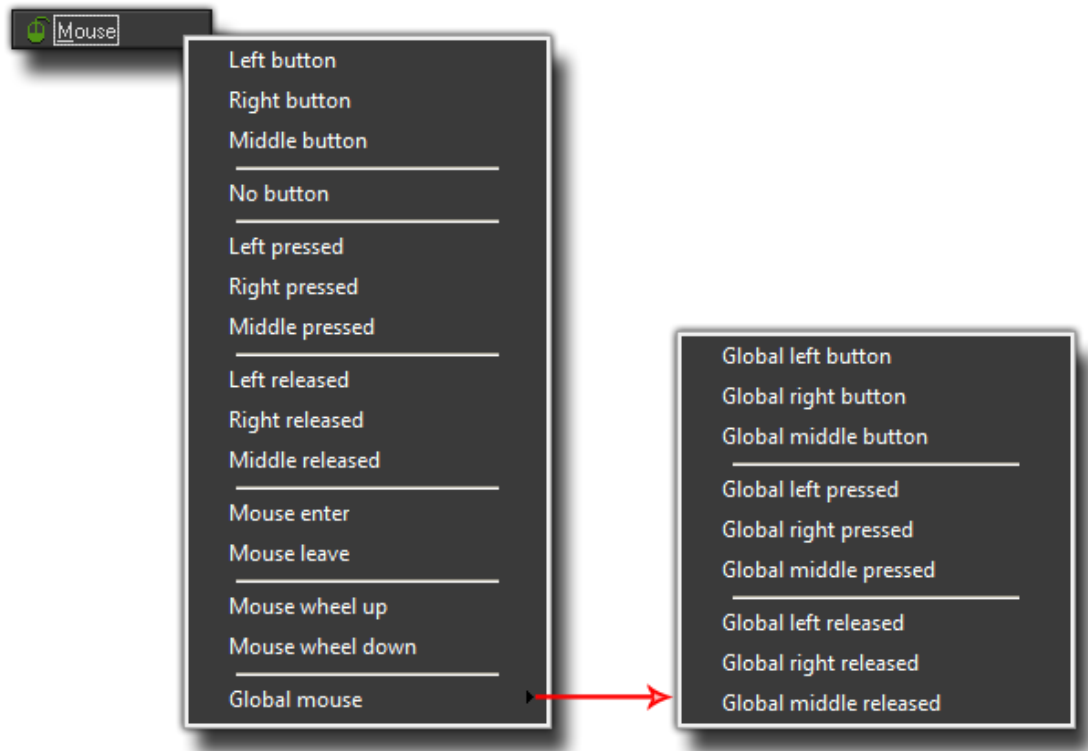 Mouse
Left button
Right button
Middle button
No button
Left pressed
Right pressed
Middle pressed
Left released
Right released
Middle released
Mouse enter
Mouse leave
Mouse wheel up
Mouse wheel down
Global mouse
Global left button
Global right button
Global middle button
Global left pressed
Global right pressed
Global middle pressed
Global left released
Global right released
Global middle released